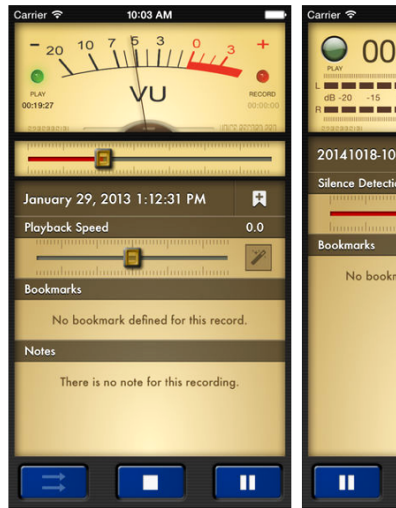 Carrier 10:03 AM
- 20 10 7 5 3 0 3 +
PLAY VU RECORD
00:19:27 00:00:00
January 29, 2013 1:12:31 PM
Playback Speed 0.0
Bookmarks
No bookmark defined for this record.
Notes
There is no note for this recording.
Carrier
00
PLAY
L
dB -20 -15
R
20141018-10
Silence Detecti
Bookmarks
No bookm